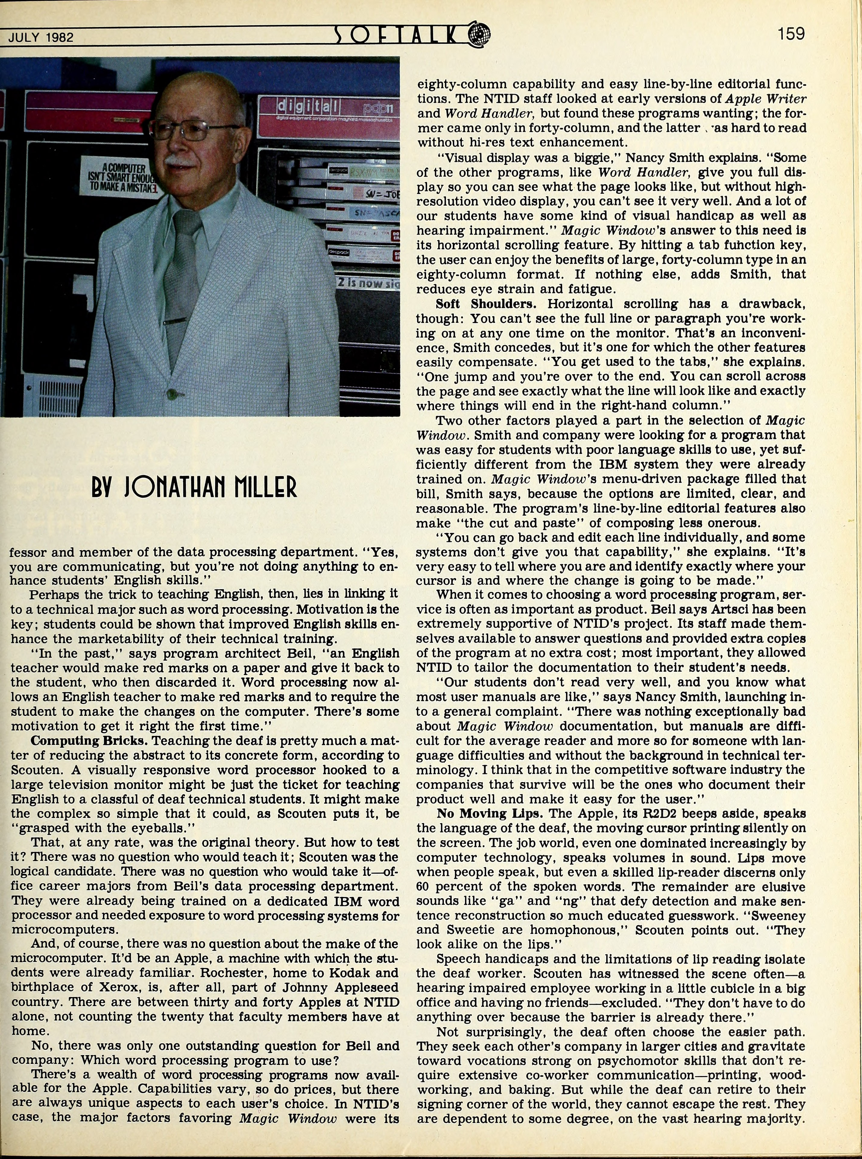 JULY 1982
SOFTALK
159
digital
pdp11
digital equipment corporation maynard massachusetts
A COMPUTER
ISN'T SMART ENOUG
TO MAKE A MISTAKE.
SN=JOE
2 is now sig
BY JONATHAN MILLER
fessor and member of the data processing department. "Yes,
you are communicating, but you're not doing anything to en-
hance students' English skills."
Perhaps the trick to teaching English, then, lies in linking it
to a technical major such as word processing. Motivation is the
key; students could be shown that improved English skills en-
hance the marketability of their technical training.
"In the past," says program architect Beil, "an English
teacher would make red marks on a paper and give it back to
the student, who then discarded it. Word processing now al-
lows an English teacher to make red marks and to require the
student to make the changes on the computer. There's some
motivation to get it right the first time."
Computing Bricks. Teaching the deaf is pretty much a mat-
ter of reducing the abstract to its concrete form, according to
Scouten. A visually responsive word processor hooked to a
large television monitor might be just the ticket for teaching
English to a classful of deaf technical students. It might make
the complex so simple that it could, as Scouten puts it, be
"grasped with the eyeballs."
That, at any rate, was the original theory. But how to test
it? There was no question who would teach it; Scouten was the
logical candidate. There was no question who would take it—of-
fice career majors from Beil's data processing department.
They were already being trained on a dedicated IBM word
processor and needed exposure to word processing systems for
microcomputers.
And, of course, there was no question about the make of the
microcomputer. It'd be an Apple, a machine with which the stu-
dents were already familiar. Rochester, home to Kodak and
birthplace of Xerox, is, after all, part of Johnny Appleseed
country. There are between thirty and forty Apples at NTID
alone, not counting the twenty that faculty members have at
home.
No, there was only one outstanding question for Beil and
company: Which word processing program to use?
There's a wealth of word processing programs now avail-
able for the Apple. Capabilities vary, so do prices, but there
are always unique aspects to each user's choice. In NTID's
case, the major factors favoring Magic Window were its
eighty-column capability and easy line-by-line editorial func-
tions. The NTID staff looked at early versions of Apple Writer
and Word Handler, but found these programs wanting; the for-
mer came only in forty-column, and the latter as hard to read
without hi-res text enhancement.
"Visual display was a biggie," Nancy Smith explains. "Some
of the other programs, like Word Handler, give you full dis-
play so you can see what the page looks like, but without high-
resolution video display, you can't see it very well. And a lot of
our students have some kind of visual handicap as well as
hearing impairment." Magic Window's answer to this need is
its horizontal scrolling feature. By hitting a tab function key,
the user can enjoy the benefits of large, forty-column type in an
eighty-column format. If nothing else, adds Smith, that
reduces eye strain and fatigue.
Soft Shoulders. Horizontal scrolling has a drawback,
though: You can't see the full line or paragraph you're work-
ing on at any one time on the monitor. That's an inconveni-
ence, Smith concedes, but it's one for which the other features
easily compensate. "You get used to the tabs," she explains.
"One jump and you're over to the end. You can scroll across
the page and see exactly what the line will look like and exactly
where things will end in the right-hand column."
Two other factors played a part in the selection of Magic
Window. Smith and company were looking for a program that
was easy for students with poor language skills to use, yet suf-
ficiently different from the IBM system they were already
trained on. Magic Window's menu-driven package filled that
bill, Smith says, because the options are limited, clear, and
reasonable. The program's line-by-line editorial features also
make "the cut and paste" of composing less onerous.
"You can go back and edit each line individually, and some
systems don't give you that capability," she explains. "It's
very easy to tell where you are and identify exactly where your
cursor is and where the change is going to be made."
When it comes to choosing a word processing program, ser-
vice is often as important as product. Beil says Artsci has been
extremely supportive of NTID's project. Its staff made them-
selves available to answer questions and provided extra copies
of the program at no extra cost; most important, they allowed
NTID to tailor the documentation to their student's needs.
"Our students don't read very well, and you know what
most user manuals are like," says Nancy Smith, launching in-
to a general complaint. "There was nothing exceptionally bad
about Magic Window documentation, but manuals are diffi-
cult for the average reader and more so for someone with lan-
guage difficulties and without the background in technical ter-
minology. I think that in the competitive software industry the
companies that survive will be the ones who document their
product well and make it easy for the user."
No Moving Lips. The Apple, its R2D2 beeps aside, speaks
the language of the deaf, the moving cursor printing silently on
the screen. The job world, even one dominated increasingly by
computer technology, speaks volumes in sound. Lips move
when people speak, but even a skilled lip-reader discerns only
60 percent of the spoken words. The remainder are elusive
sounds like "ga" and "ng" that defy detection and make sen-
tence reconstruction so much educated guesswork. "Sweeney
and Sweetie are homophonous," Scouten points out. "They
look alike on the lips."
Speech handicaps and the limitations of lip reading isolate
the deaf worker. Scouten has witnessed the scene often—a
hearing impaired employee working in a little cubicle in a big
office and having no friends—excluded. "They don't have to do
anything over because the barrier is already there."
Not surprisingly, the deaf often choose the easier path.
They seek each other's company in larger cities and gravitate
toward vocations strong on psychomotor skills that don't re-
quire extensive co-worker communication—printing, wood-
working, and baking. But while the deaf can retire to their
signing corner of the world, they cannot escape the rest. They
are dependent to some degree, on the vast hearing majority.